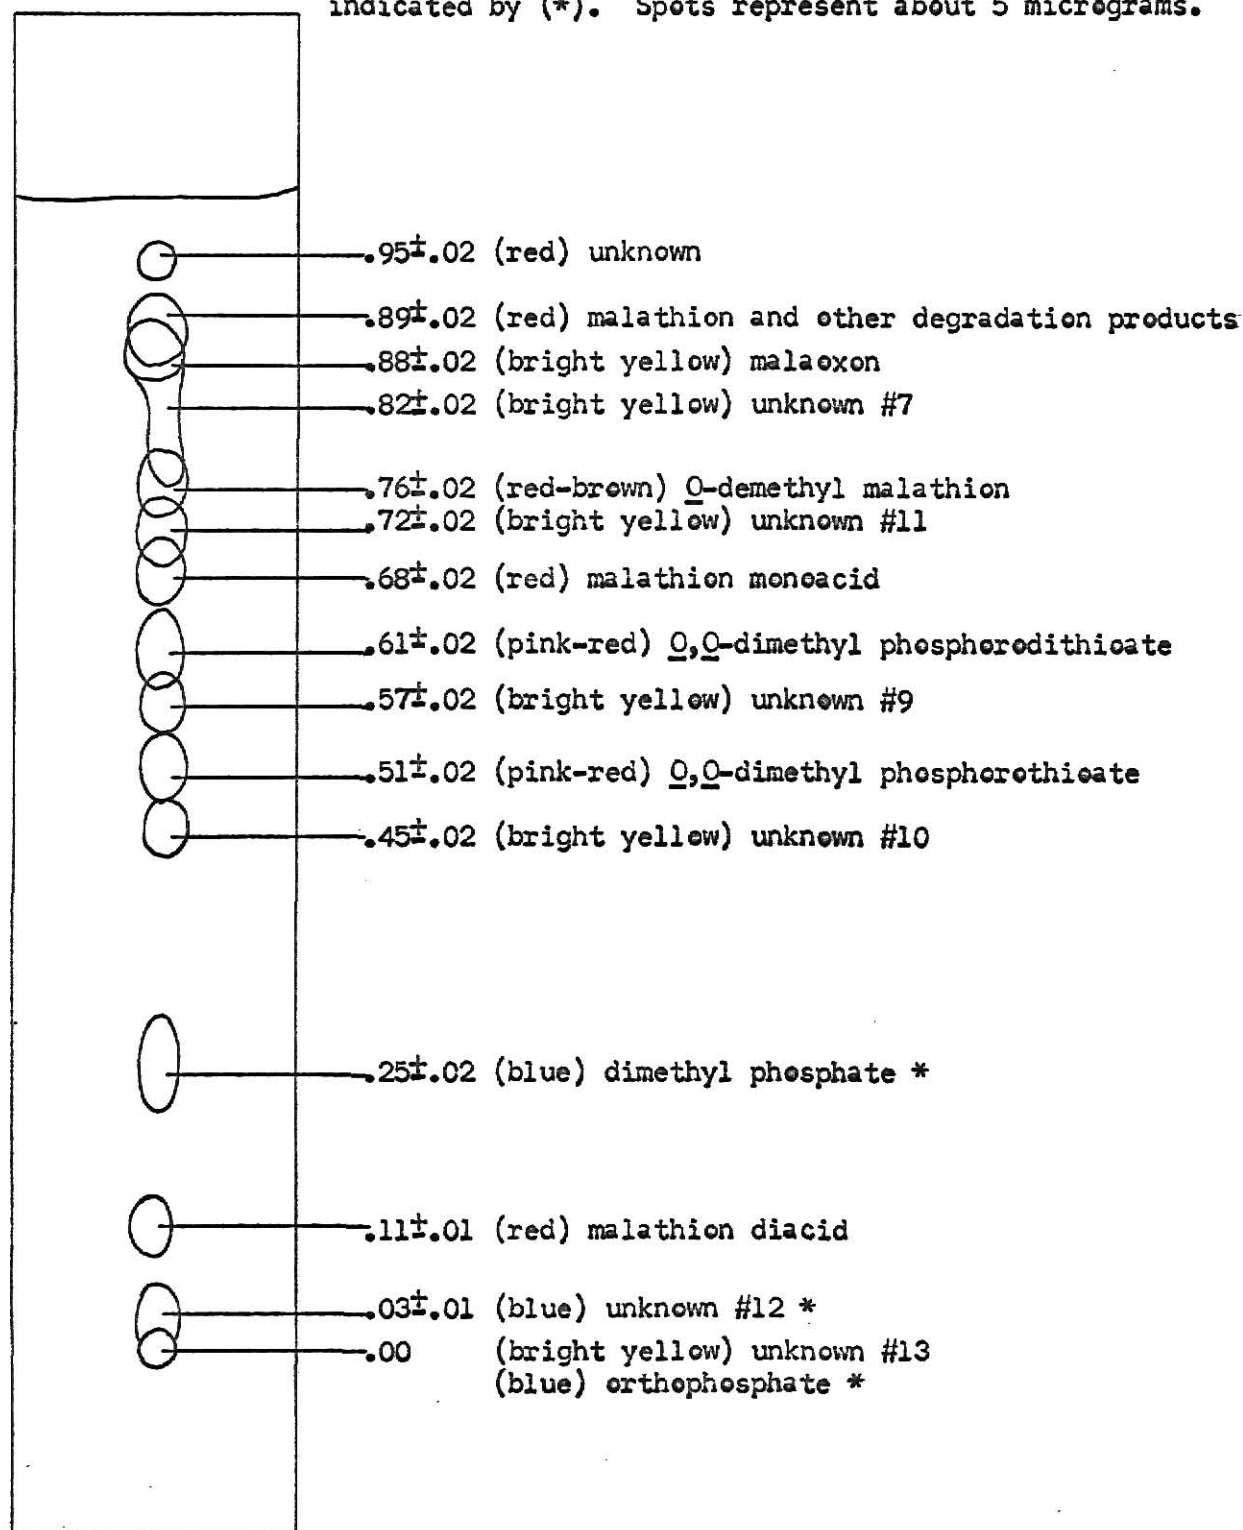 indicated by (*). Spots represent about 5 micrograms.
.95±.02 (red) unknown
.89±.02 (red) malathion and other degradation products
.88±.02 (bright yellow) malaoxon
.82±.02 (bright yellow) unknown #7
.76±.02 (red-brown) O-demethyl malathion
.72±.02 (bright yellow) unknown #11
.68±.02 (red) malathion monoacid
.61±.02 (pink-red) O,O-dimethyl phosphorodithioate
.57±.02 (bright yellow) unknown #9
.51±.02 (pink-red) O,O-dimethyl phosphorothioate
.45±.02 (bright yellow) unknown #10
.25±.02 (blue) dimethyl phosphate *
.11±.01 (red) malathion diacid
.03±.01 (blue) unknown #12 *
.00 (bright yellow) unknown #13
(blue) orthophosphate *